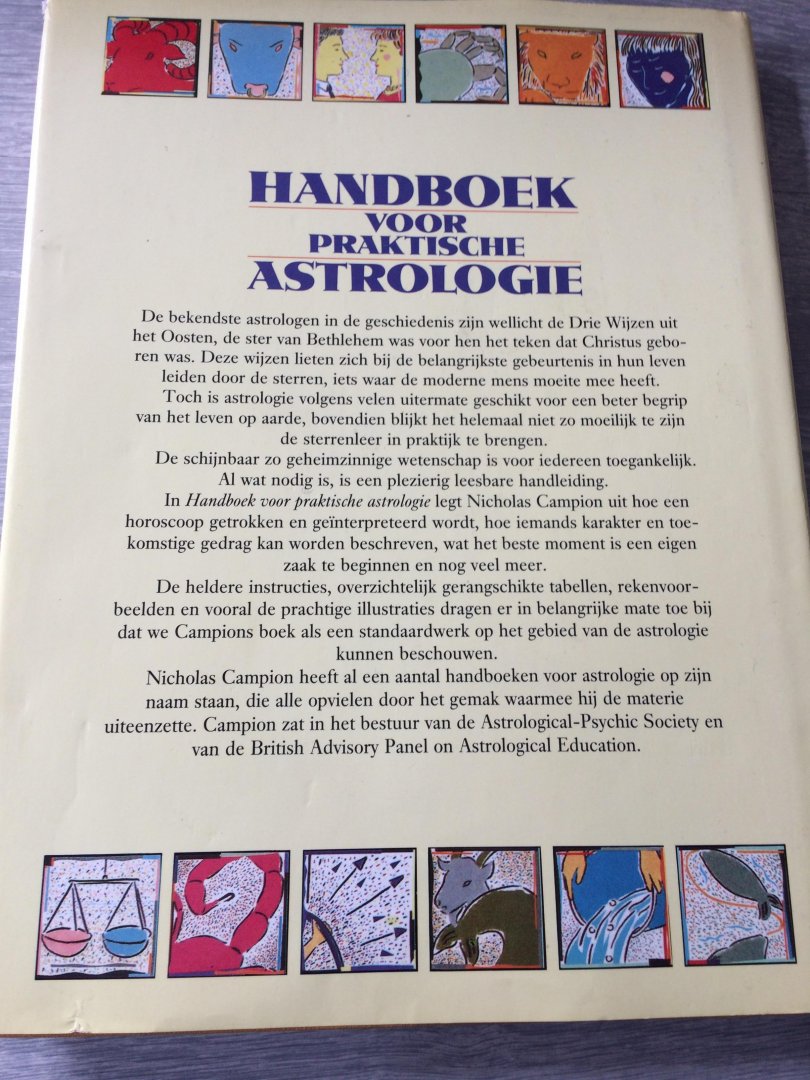 HANDBOEK
VOOR
PRAKTISCHE
ASTROLOGIE
De bekendste astrologen in de geschiedenis zijn wellicht de Drie Wijzen uit
het Oosten, de ster van Bethlehem was voor hen het teken dat Christus gebo-
ren was. Deze wijzen lieten zich bij de belangrijkste gebeurtenis in hun leven
leiden door de sterren, iets waar de moderne mens moeite mee heeft.
Toch is astrologie volgens velen uitermate geschikt voor een beter begrip
van het leven op aarde, bovendien blijkt het helemaal niet zo moeilijk te zijn
de sterrenleer in praktijk te brengen.
De schijnbaar zo geheimzinnige wetenschap is voor iedereen toegankelijk.
Al wat nodig is, is een plezierig leesbare handleiding.
In Handboek voor praktische astrologie legt Nicholas Campion uit hoe een
horoscoop getrokken en geïnterpreteerd wordt, hoe iemands karakter en toe-
komstige gedrag kan worden beschreven, wat het beste moment is een eigen
zaak te beginnen en nog veel meer.
De heldere instructies, overzichtelijk gerangschikte tabellen, rekenvoor-
beelden en vooral de prachtige illustraties dragen er in belangrijke mate toe bij
dat we Campions boek als een standaardwerk op het gebied van de astrologie
kunnen beschouwen.
Nicholas Campion heeft al een aantal handboeken voor astrologie op zijn
naam staan, die alle opvielen door het gemak waarmee hij de materie
uiteenzette. Campion zat in het bestuur van de Astrological-Psychic Society en
van de British Advisory Panel on Astrological Education.